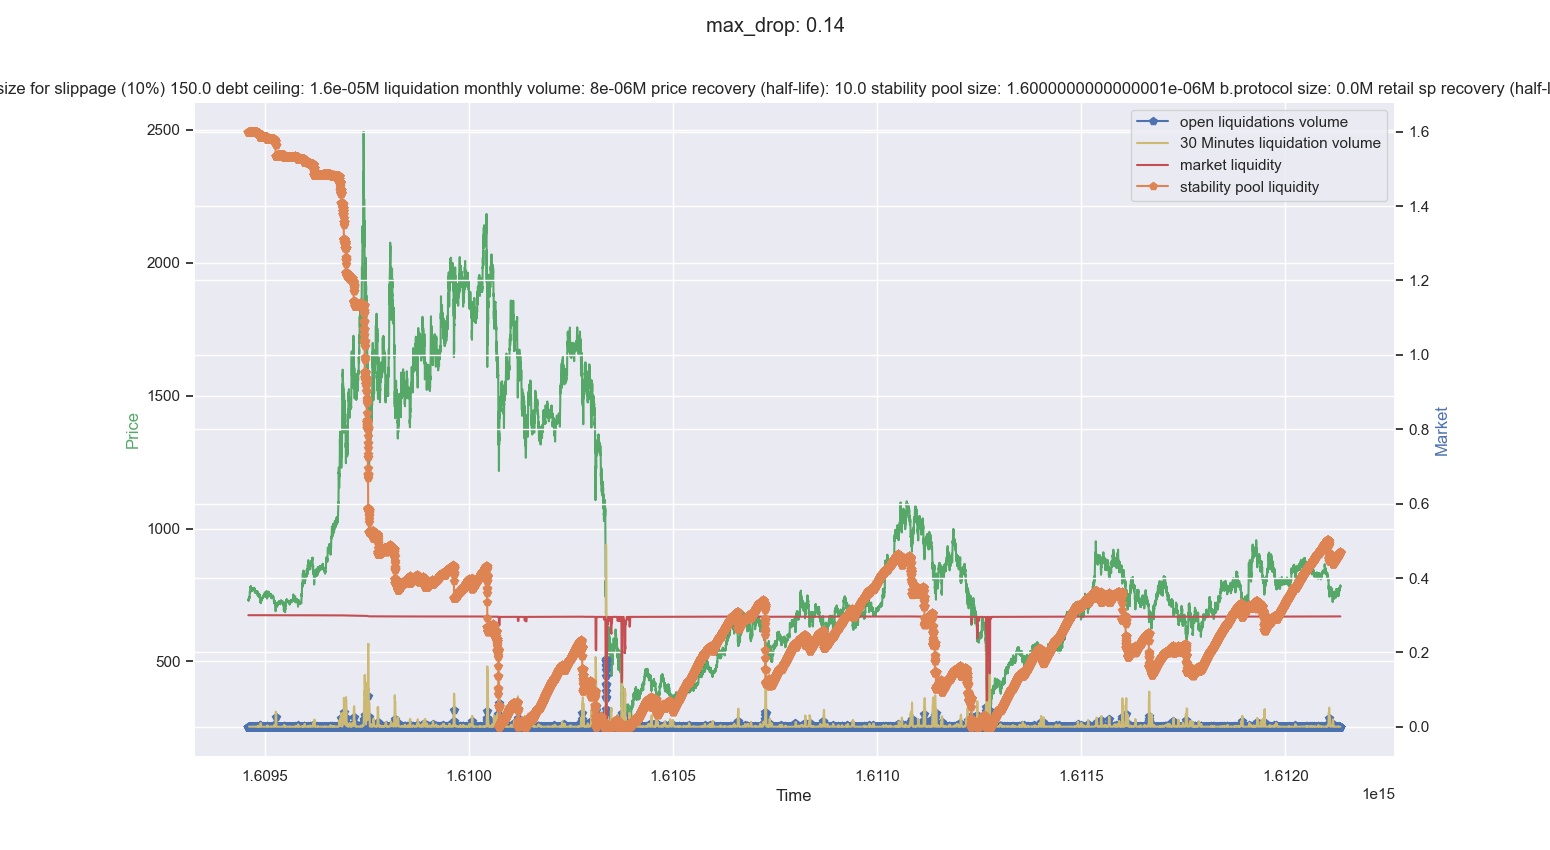 max_drop: 0.14
size for slippage (10%) 150.0 debt ceiling: 1.6e-05M liquidation monthly volume: 8e-06M price recovery (half-life): 10.0 stability pool size: 1.6000000000000001e-06M b.protocol size: 0.0M retail sp recovery (half-l
open liquidations volume
30 Minutes liquidation volume
market liquidity
stability pool liquidity
2500
2000
1500
1000
500
Price
1.6
1.4
1.2
1.0
0.8
0.6
0.4
0.2
0.0
Market
1.6095
1.6100
1.6105
1.6110
1.6115
1.6120
1e15
Time